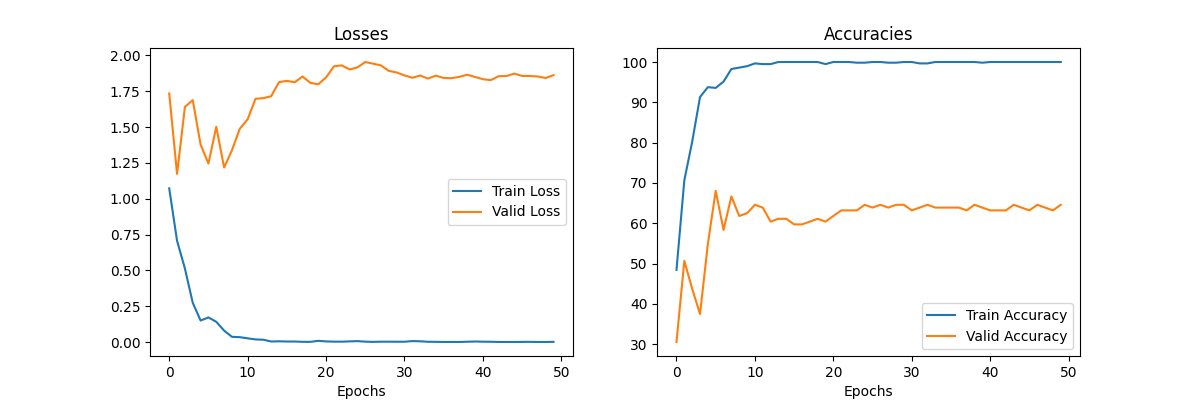 Losses
2.00
1.75
1.50
1.25
1.00
0.75
0.50
0.25
0.00
Train Loss
Valid Loss
0 10 20 30 40 50
Epochs
Accuracies
100
90
80
70
60
50
40
30
Train Accuracy
Valid Accuracy
0 10 20 30 40 50
Epochs